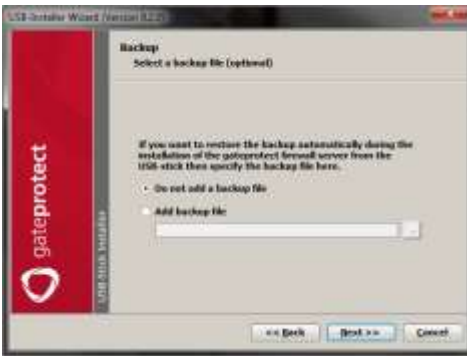 USB-Installer Wizard (Version 9.2.0)
Backup
Select a backup file (optional)
If you want to restore the backup automatically during the
installation of the gateprotect firewall server from the
USB-stick then specify the backup file here.
Do not add a backup file
Add backup file
...
gateprotect
USB-Stick Installer
<< Back
Next >>
Cancel